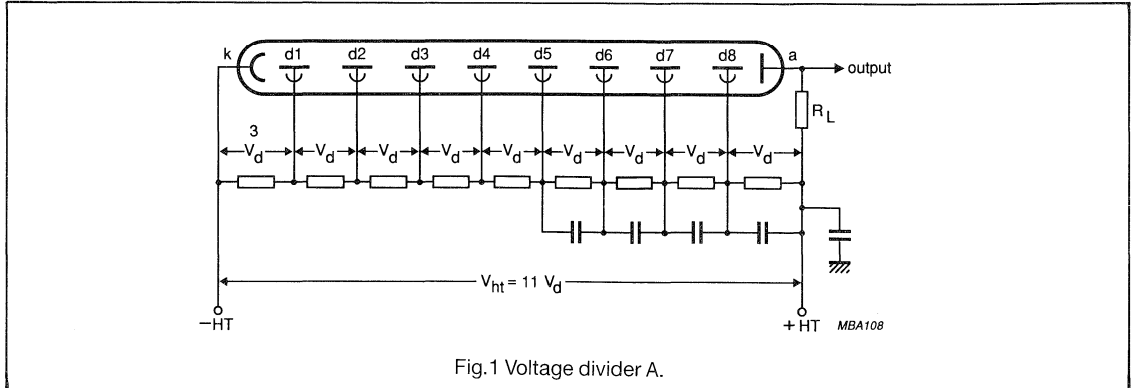 k d1 d2 d3 d4 d5 d6 d7 d8 a output
R_L
3
V_d V_d V_d V_d V_d V_d V_d V_d V_d
V_ht = 11 V_d
−HT +HT MBA108
Fig.1 Voltage divider A.